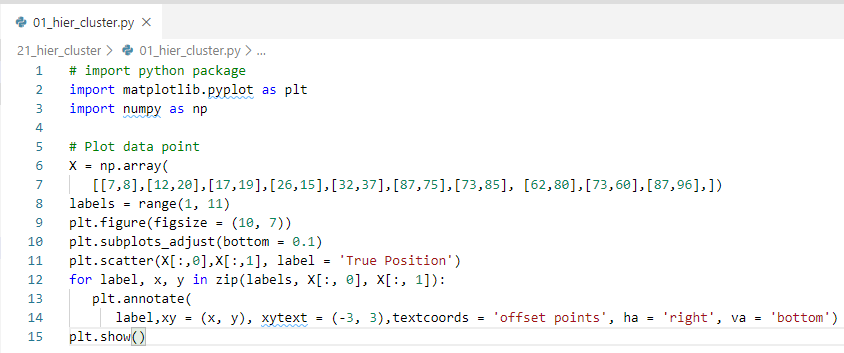 01_hier_cluster.py ×
21_hier_cluster > 01_hier_cluster.py > ...
1 # import python package
2 import matplotlib.pyplot as plt
3 import numpy as np
4
5 # Plot data point
6 X = np.array(
7 [[7,8],[12,20],[17,19],[26,15],[32,37],[87,75],[73,85], [62,80],[73,60],[87,96],])
8 labels = range(1, 11)
9 plt.figure(figsize = (10, 7))
10 plt.subplots_adjust(bottom = 0.1)
11 plt.scatter(X[:,0],X[:,1], label = 'True Position')
12 for label, x, y in zip(labels, X[:, 0], X[:, 1]):
13 plt.annotate(
14 label,xy = (x, y), xytext = (-3, 3),textcoords = 'offset points', ha = 'right', va = 'bottom')
15 plt.show()